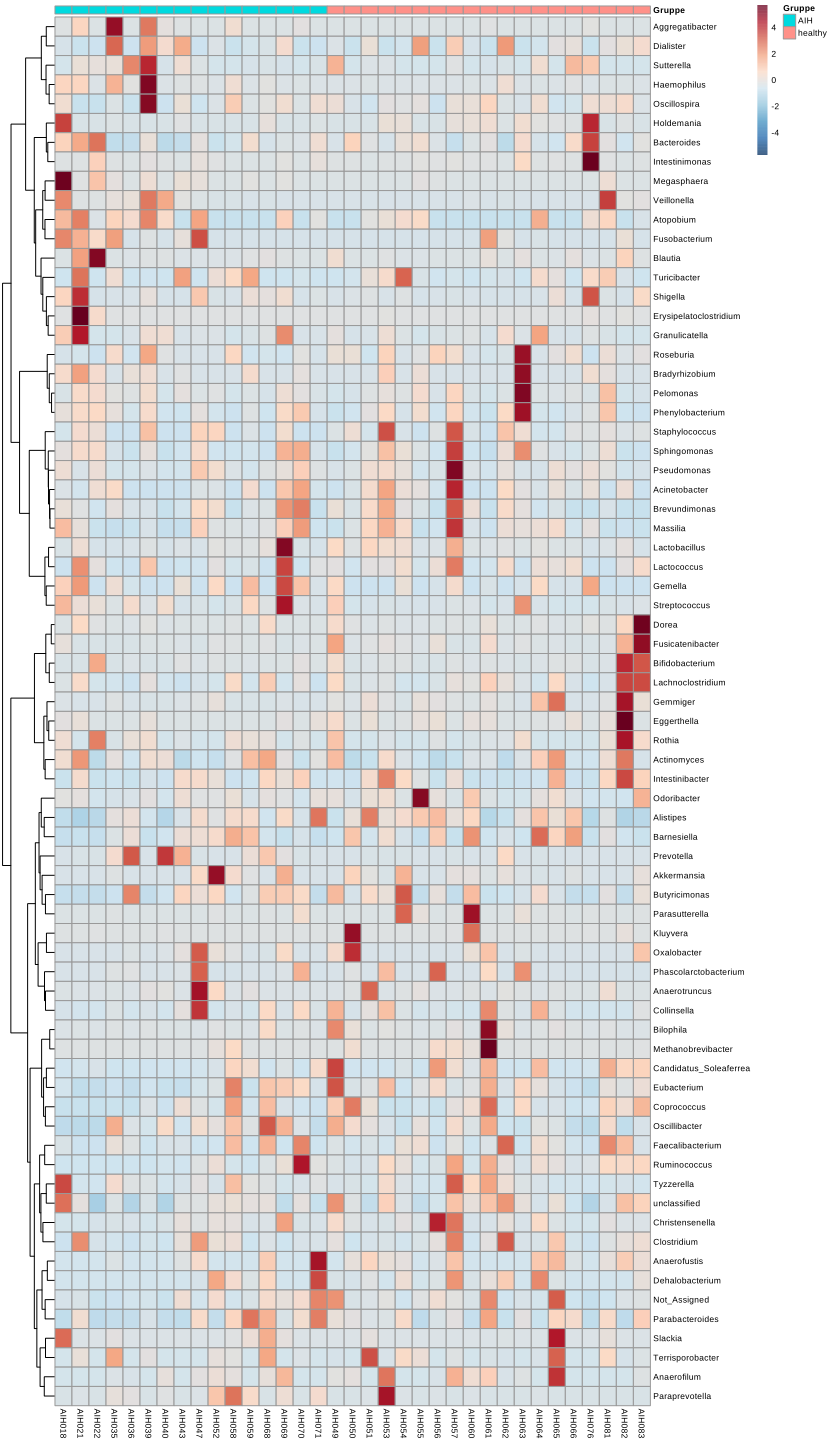 Gruppe
Gruppe
AIH
healthy
4
2
0
-2
-4
Aggregatibacter
Dialister
Sutterella
Haemophilus
Oscillospira
Holdemania
Bacteroides
Intestinimonas
Megasphaera
Veillonella
Atopobium
Fusobacterium
Blautia
Turicibacter
Shigella
Erysipelatoclostridium
Granulicatella
Roseburia
Bradyrhizobium
Pelomonas
Phenylobacterium
Staphylococcus
Sphingomonas
Pseudomonas
Acinetobacter
Brevundimonas
Massilia
Lactobacillus
Lactococcus
Gemella
Streptococcus
Dorea
Fusicatenibacter
Bifidobacterium
Lachnoclostridium
Gemmiger
Eggerthella
Rothia
Actinomyces
Intestinibacter
Odoribacter
Alistipes
Barnesiella
Prevotella
Akkermansia
Butyricimonas
Parasutterella
Kluyvera
Oxalobacter
Phascolarctobacterium
Anaerotruncus
Collinsella
Bilophila
Methanobrevibacter
Candidatus_Soleaferrea
Eubacterium
Coprococcus
Oscillibacter
Faecalibacterium
Ruminococcus
Tyzzerella
unclassified
Christensenella
Clostridium
Anaerofustis
Dehalobacterium
Not_Assigned
Parabacteroides
Slackia
Terrisporobacter
Anaerofilum
Paraprevotella
AIH018
AIH021
AIH022
AIH035
AIH036
AIH039
AIH040
AIH043
AIH047
AIH052
AIH058
AIH059
AIH068
AIH069
AIH070
AIH071
AIH049
AIH050
AIH051
AIH053
AIH054
AIH055
AIH056
AIH057
AIH060
AIH061
AIH062
AIH063
AIH064
AIH065
AIH066
AIH076
AIH081
AIH082
AIH083